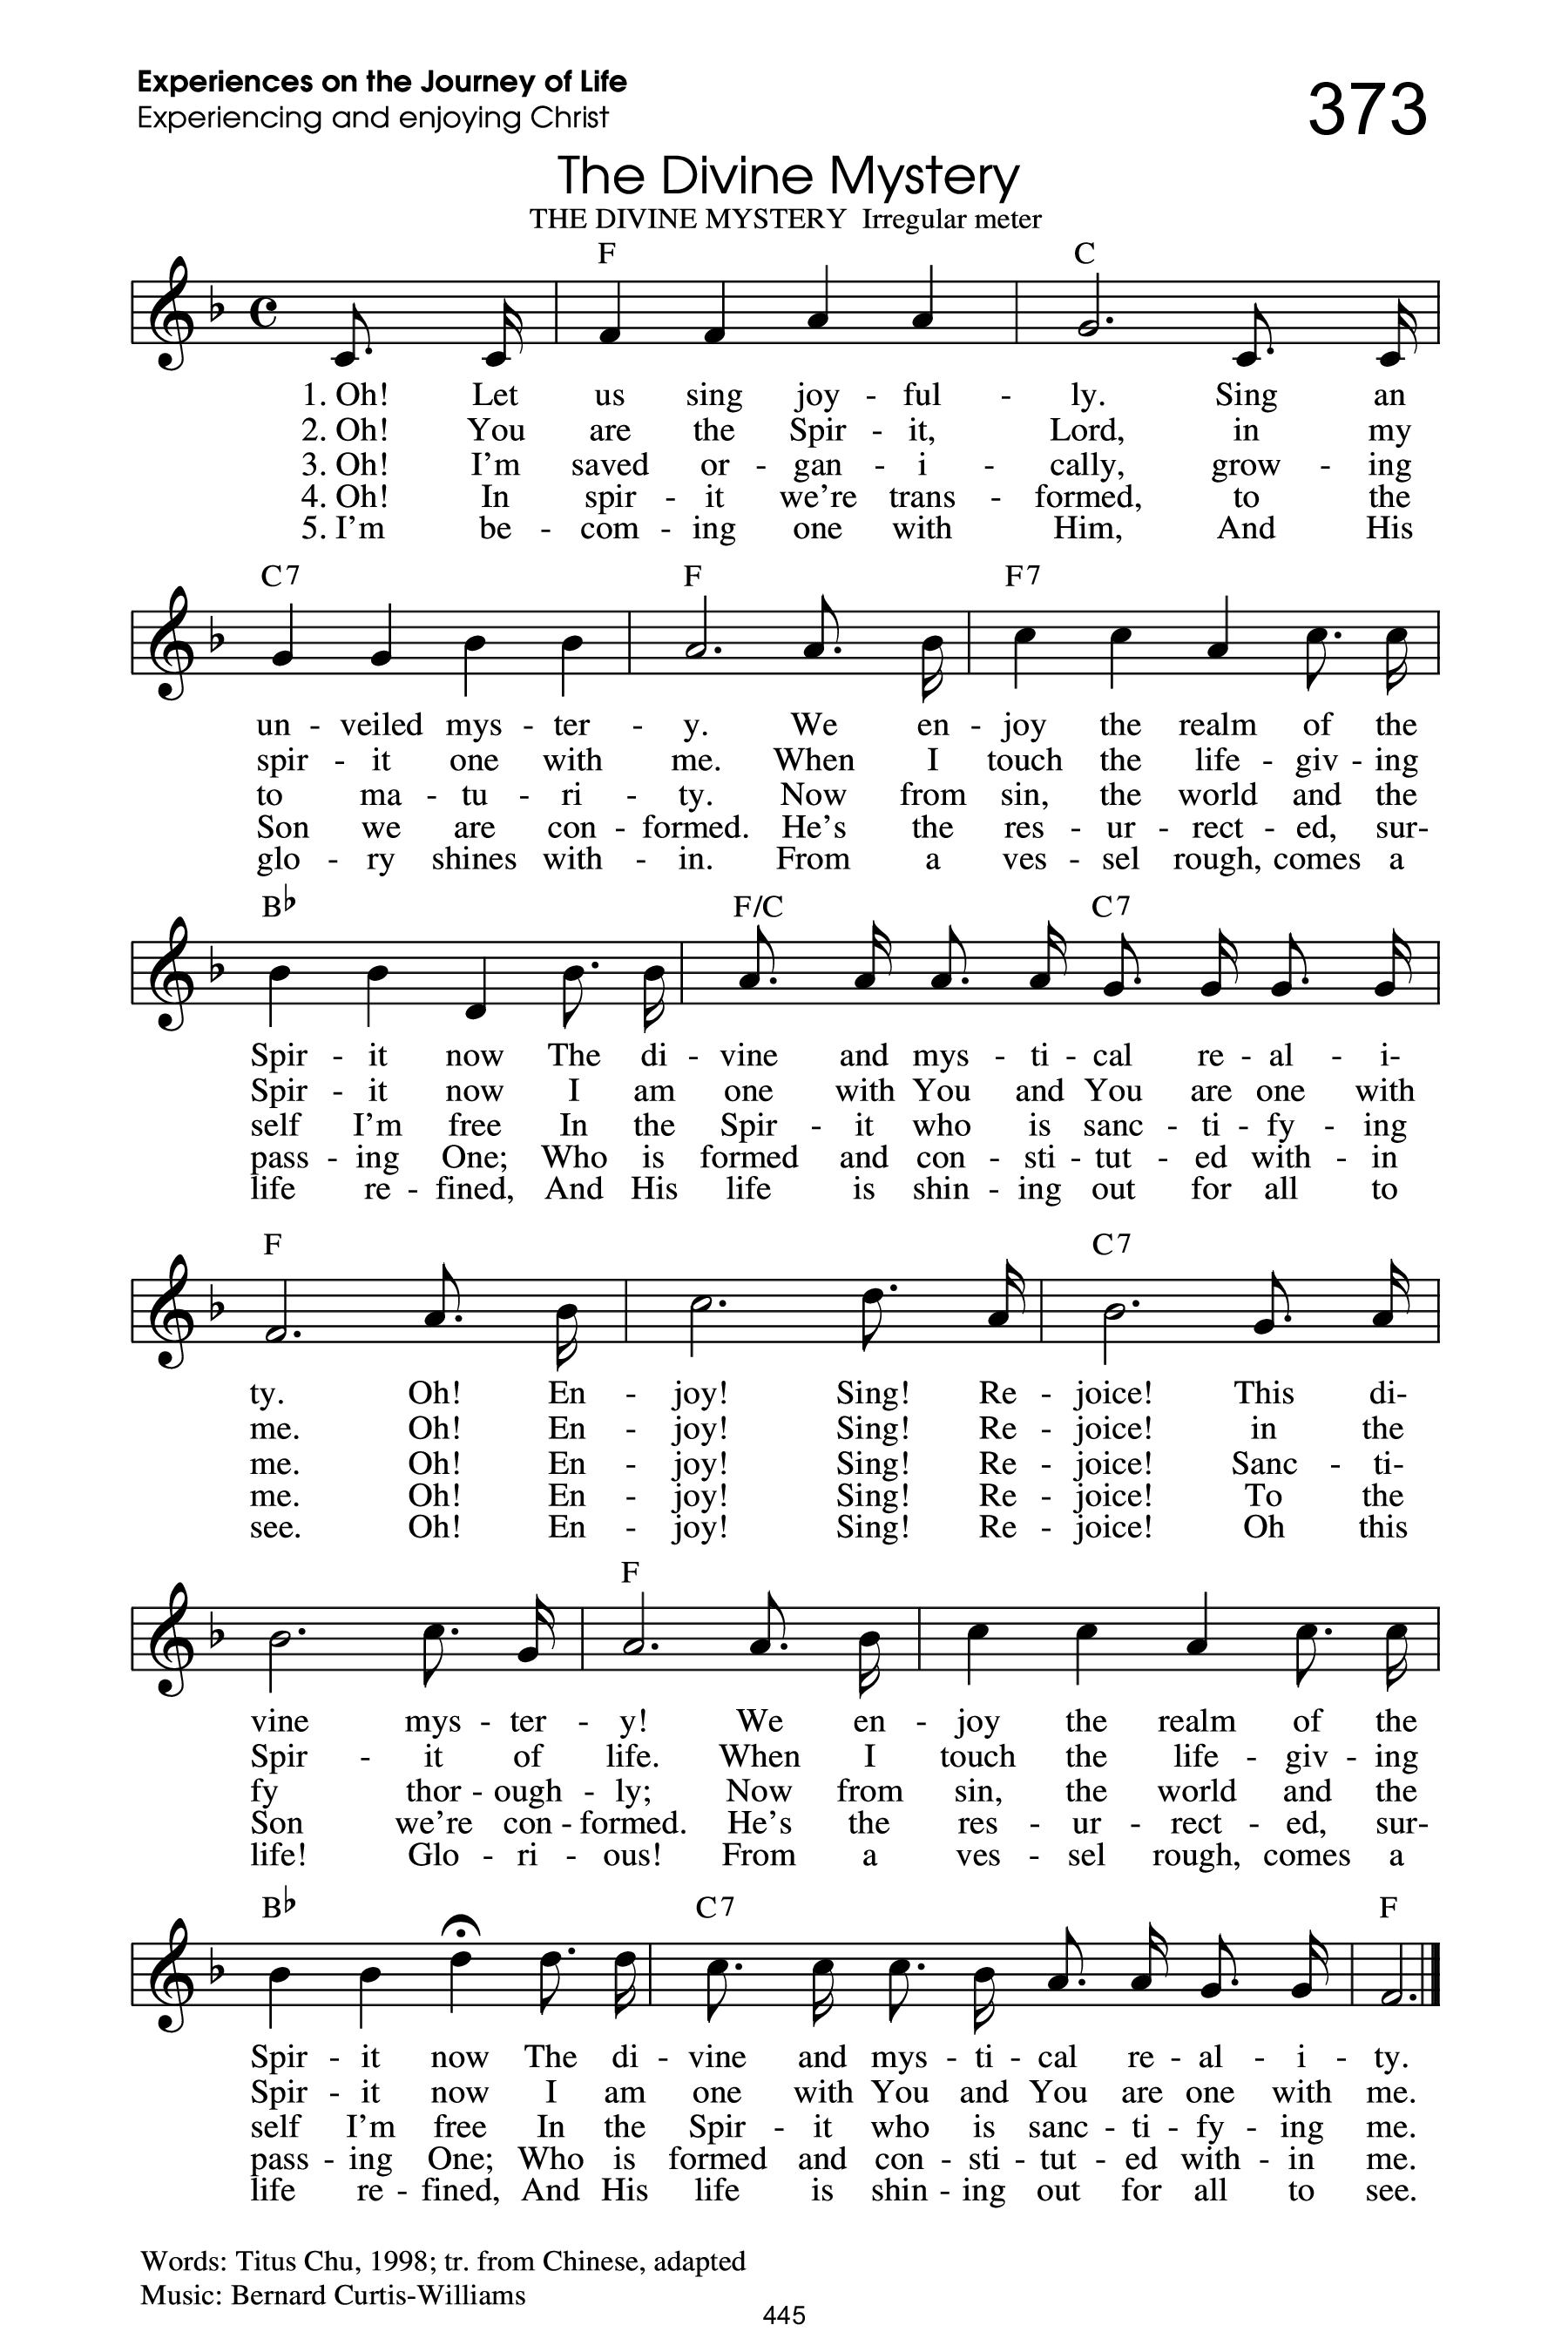 Experiences on the Journey of Life
Experiencing and enjoying Christ
373
The Divine Mystery
THE DIVINE MYSTERY Irregular meter
F C
1. Oh! Let us sing joy - ful - ly. Sing an
2. Oh! You are the Spir - it, Lord, in my
3. Oh! I'm saved or - gan - i - cally, grow - ing
4. Oh! In spir - it we're trans - formed, to the
5. I'm be - com - ing one with Him, And His
C7 F F7
un - veiled mys - ter - y. We en - joy the realm of the
spir - it one with me. When I touch the life - giv - ing
to ma - tu - ri - ty. Now from sin, the world and the
Son we are con - formed. He's the res - ur - rect - ed, sur-
glo - ry shines with - in. From a ves - sel rough, comes a
B♭ F/C C7
Spir - it now The di - vine and mys - ti - cal re - al - i-
Spir - it now I am one with You and You are one with
self I'm free In the Spir - it who is sanc - ti - fy - ing
pass - ing One; Who is formed and con - sti - tut - ed with - in
life re - fined, And His life is shin - ing out for all to
F C7
ty. Oh! En - joy! Sing! Re - joice! This di-
me. Oh! En - joy! Sing! Re - joice! in the
me. Oh! En - joy! Sing! Re - joice! Sanc - ti-
me. Oh! En - joy! Sing! Re - joice! To the
see. Oh! En - joy! Sing! Re - joice! Oh this
F
vine mys - ter - y! We en - joy the realm of the
Spir - it of life. When I touch the life - giv - ing
fy thor - ough - ly; Now from sin, the world and the
Son we're con - formed. He's the res - ur - rect - ed, sur-
life! Glo - ri - ous! From a ves - sel rough, comes a
B♭ C7 F
Spir - it now The di - vine and mys - ti - cal re - al - i - ty.
Spir - it now I am one with You and You are one with me.
self I'm free In the Spir - it who is sanc - ti - fy - ing me.
pass - ing One; Who is formed and con - sti - tut - ed with - in me.
life re - fined, And His life is shin - ing out for all to see.
Words: Titus Chu, 1998; tr. from Chinese, adapted
Music: Bernard Curtis-Williams
445